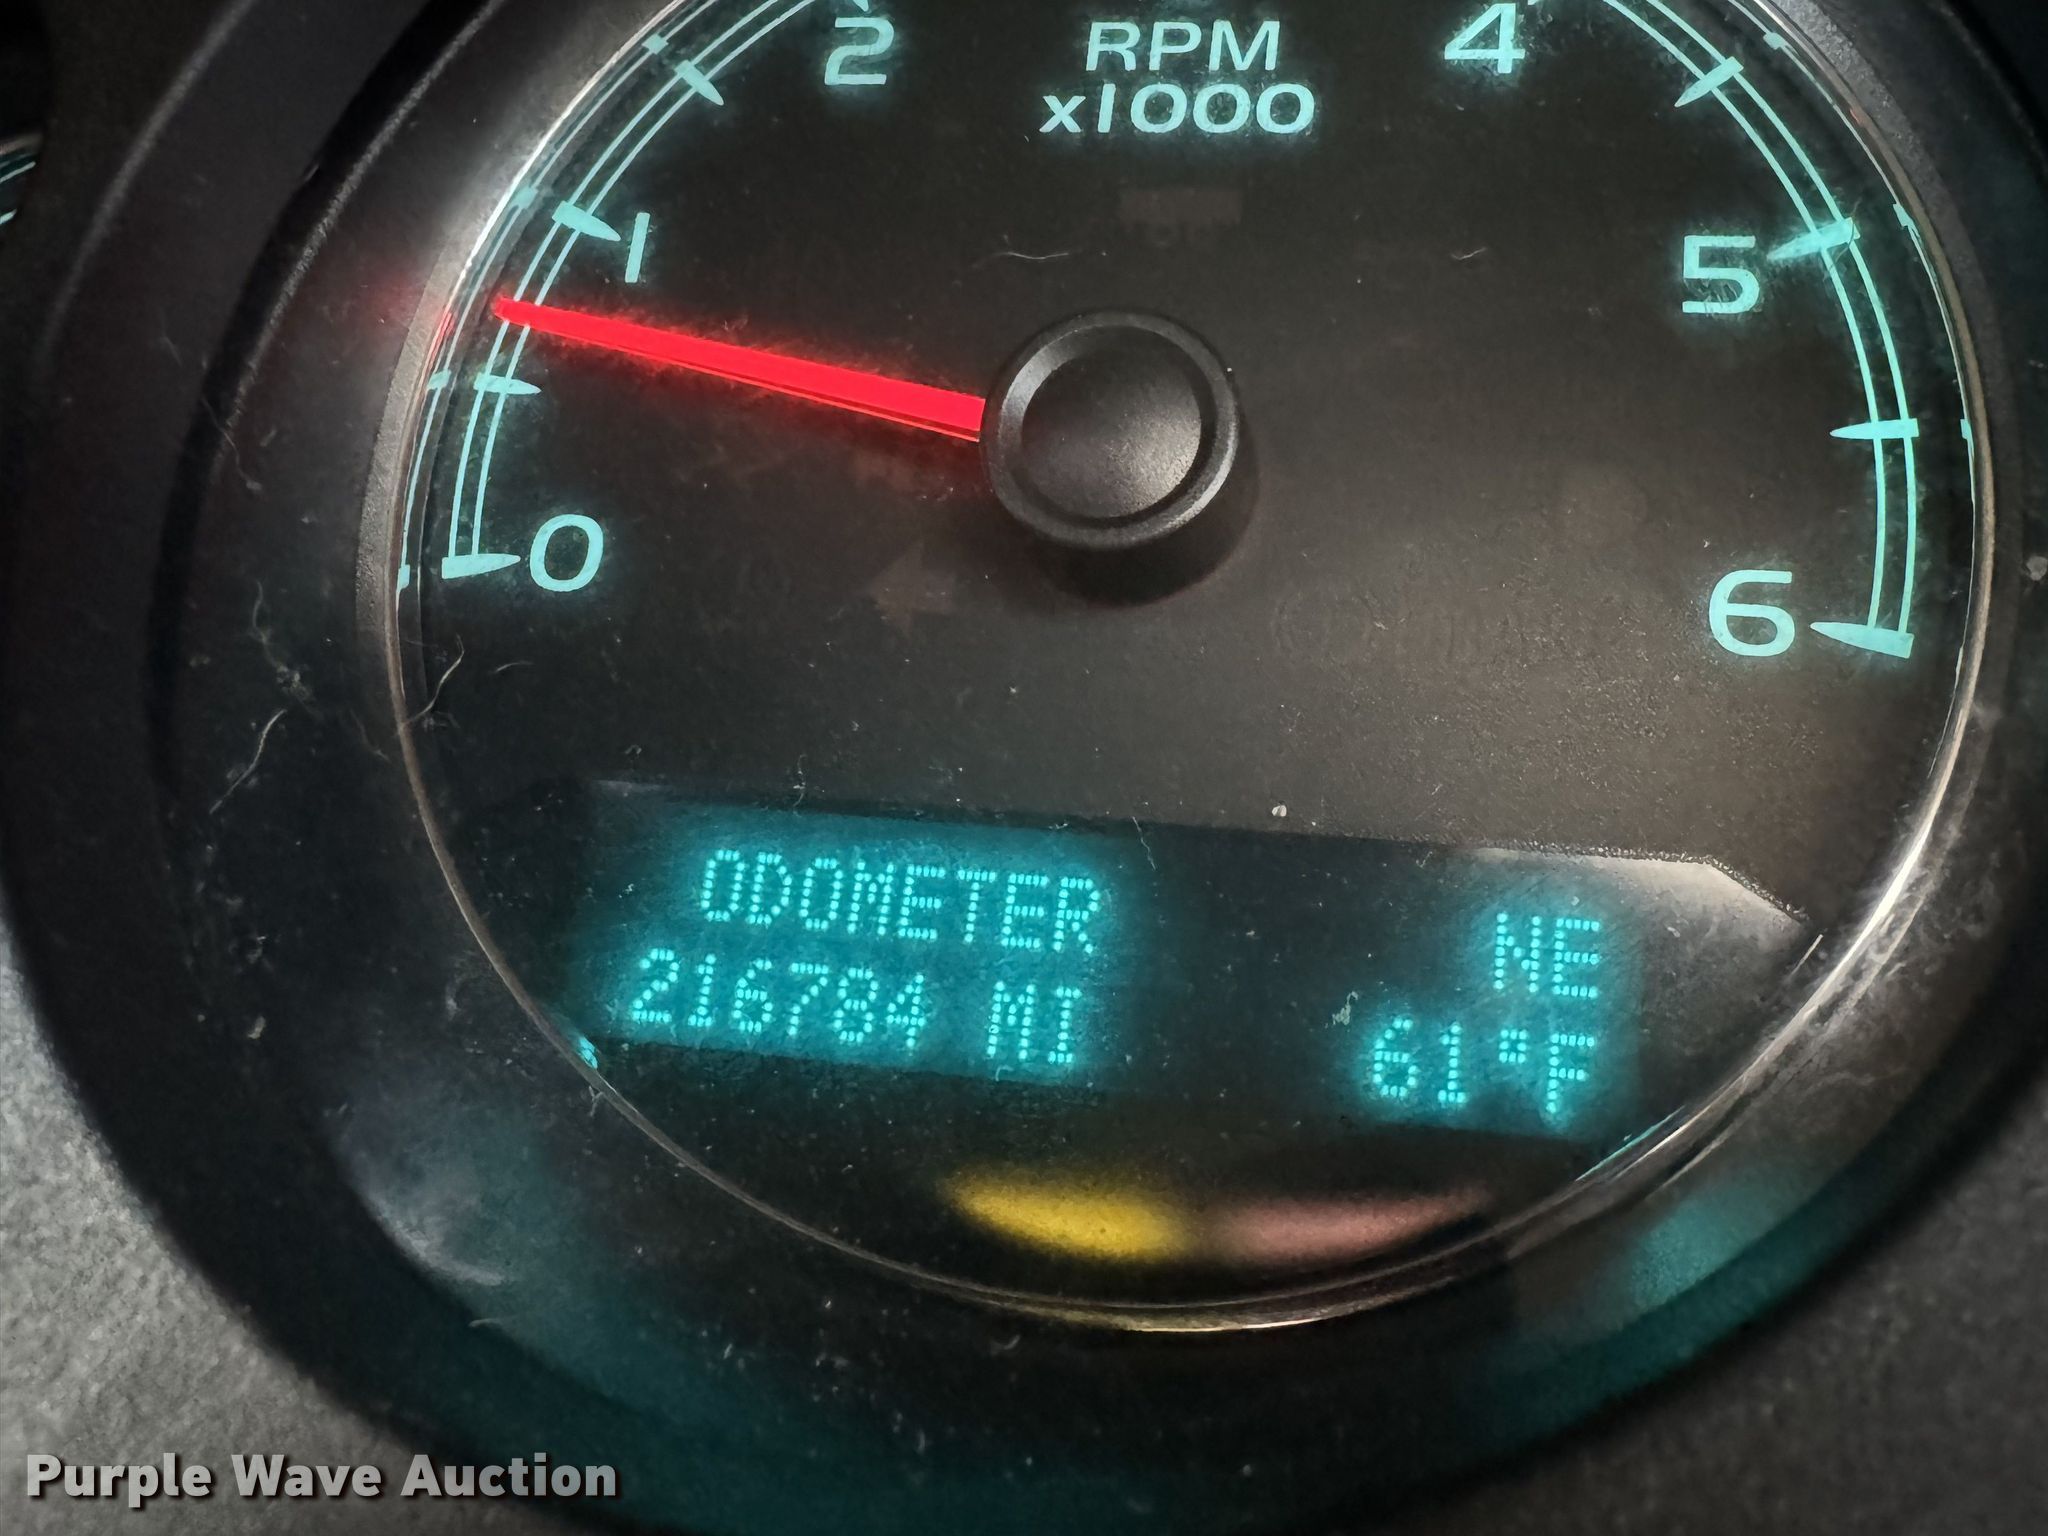 2
RPM
4
x1000
1
5
0
6
ODOMETER
NE
216784 MI
61°F
Purple Wave Auction